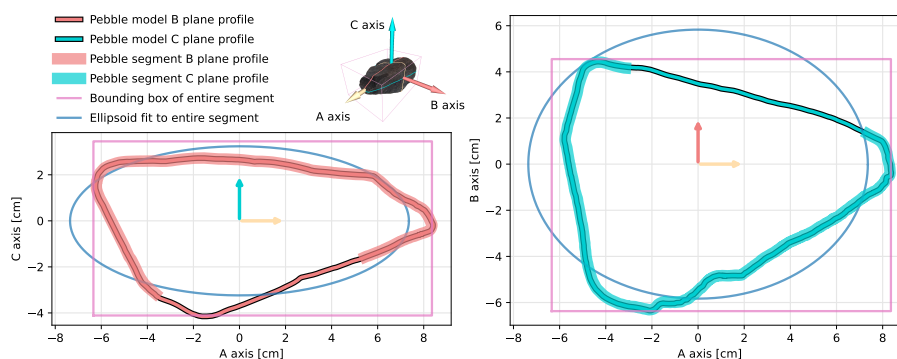 Pebble model B plane profile
Pebble model C plane profile
Pebble segment B plane profile
Pebble segment C plane profile
Bounding box of entire segment
Ellipsoid fit to entire segment
C axis
A axis
B axis
C axis [cm]
2
0
−2
−4
−8 −6 −4 −2 0 2 4 6 8
A axis [cm]
B axis [cm]
6
4
2
0
−2
−4
−6
−8 −6 −4 −2 0 2 4 6 8
A axis [cm]